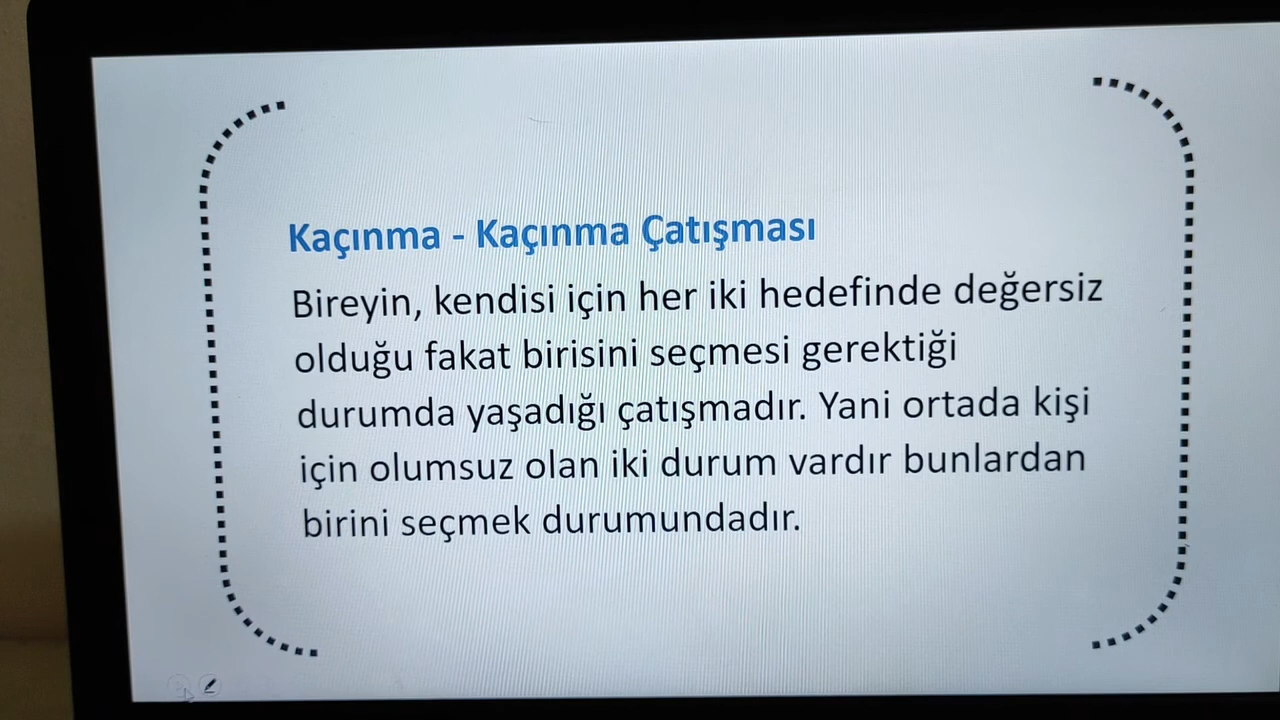 Kaçınma - Kaçınma Çatışması
Bireyin, kendisi için her iki hedefinde değersiz
olduğu fakat birisini seçmesi gerektiği
durumda yaşadığı çatışmadır. Yani ortada kişi
için olumsuz olan iki durum vardır bunlardan
birini seçmek durumundadır.